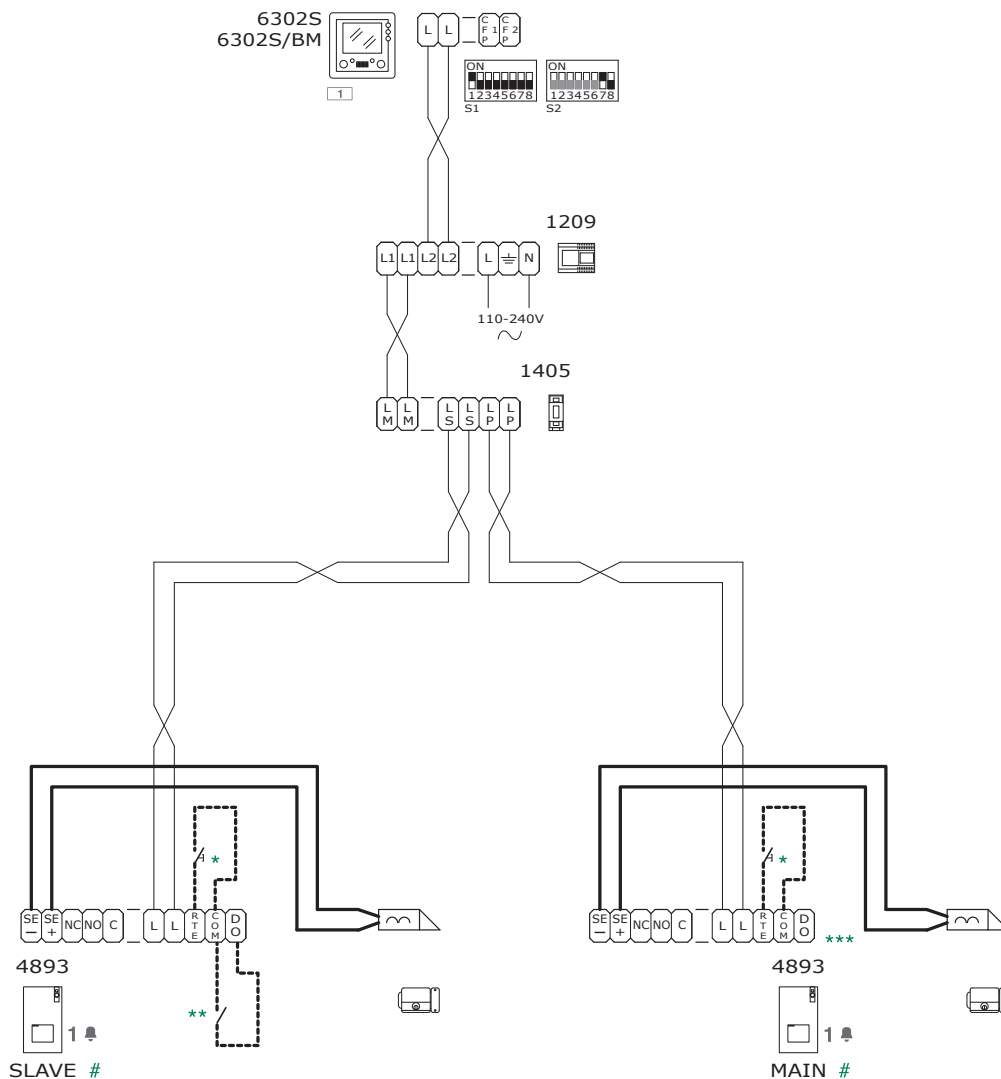 6302S
6302S/BM
1
L L CFP1 CFP2
ON ON
12345678 12345678
S1 S2
1209
L1 L1 L2 L2 L N
110-240V
1405
LM LM LS LS LP LP
*
*
SE− SE+ NC NO C L L RTE COM DO
SE− SE+ NC NO C L L RTE COM DO ***
4893
4893
**
1
1
SLAVE #
MAIN #